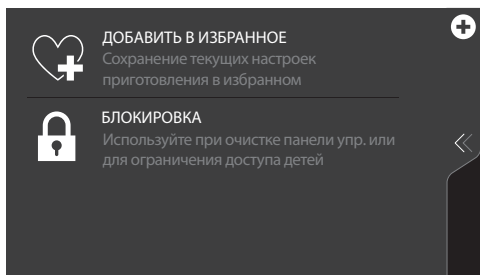 ДОБАВИТЬ В ИЗБРАННОЕ
Сохранение текущих настроек
приготовления в избранном
БЛОКИРОВКА
Используйте при очистке панели упр. или
для ограничения доступа детей